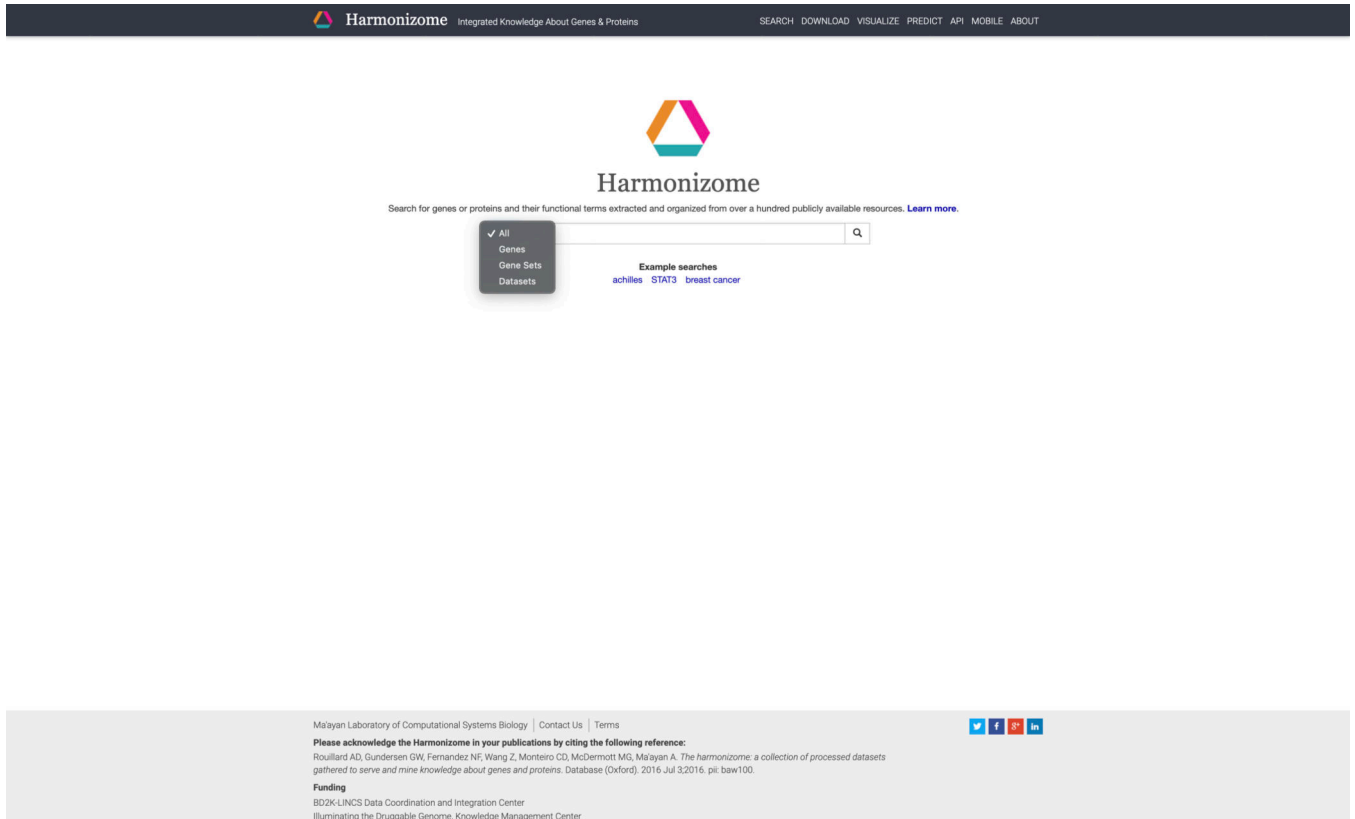 Harmonizome Integrated Knowledge About Genes & Proteins SEARCH DOWNLOAD VISUALIZE PREDICT API MOBILE ABOUT
Harmonizome
Search for genes or proteins and their functional terms extracted and organized from over a hundred publicly available resources. Learn more.
✓ All
Genes
Gene Sets
Datasets
Example searches
achilles STAT3 breast cancer
Ma'ayan Laboratory of Computational Systems Biology | Contact Us | Terms
Please acknowledge the Harmonizome in your publications by citing the following reference:
Rouillard AD, Gundersen GW, Fernandez NF, Wang Z, Monteiro CD, McDermott MG, Ma'ayan A. The harmonizome: a collection of processed datasets
gathered to serve and mine knowledge about genes and proteins. Database (Oxford). 2016 Jul 3;2016. pii: baw100.
Funding
BD2K-LINCS Data Coordination and Integration Center
Illuminating the Druggable Genome, Knowledge Management Center